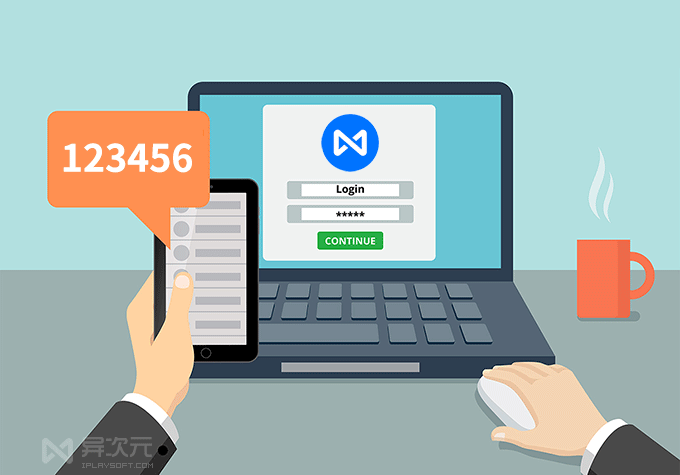 123456
Login
*****
CONTINUE
异次元
IPLAYSOFT.COM